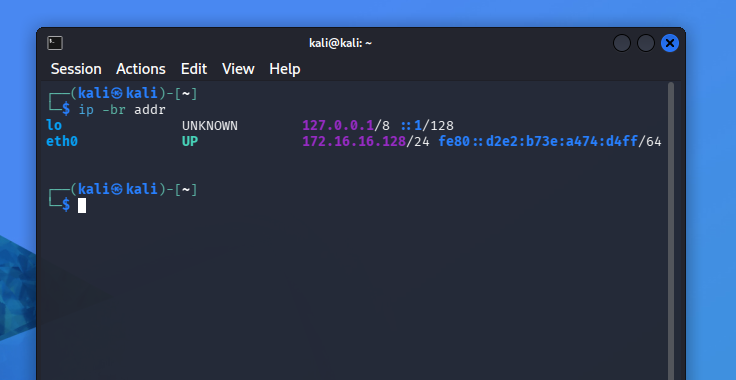 kali@kali: ~
Session Actions Edit View Help
┌──(kali㉿kali)-[~]
└─$ ip -br addr
lo UNKNOWN 127.0.0.1/8 ::1/128
eth0 UP 172.16.16.128/24 fe80::d2e2:b73e:a474:d4ff/64
┌──(kali㉿kali)-[~]
└─$